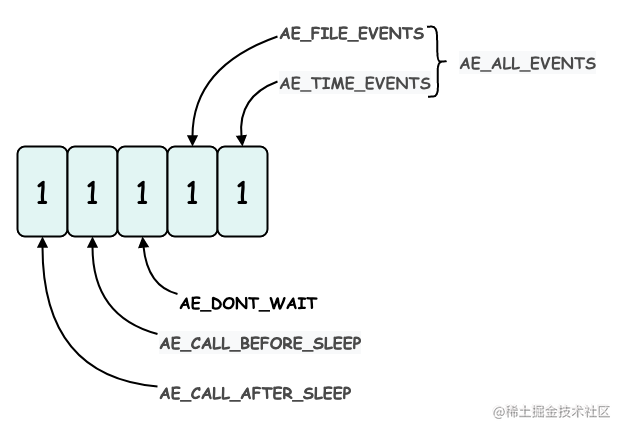 AE_FILE_EVENTS
AE_ALL_EVENTS
AE_TIME_EVENTS
1 1 1 1 1
AE_DONT_WAIT
AE_CALL_BEFORE_SLEEP
AE_CALL_AFTER_SLEEP
@稀土掘金技术社区